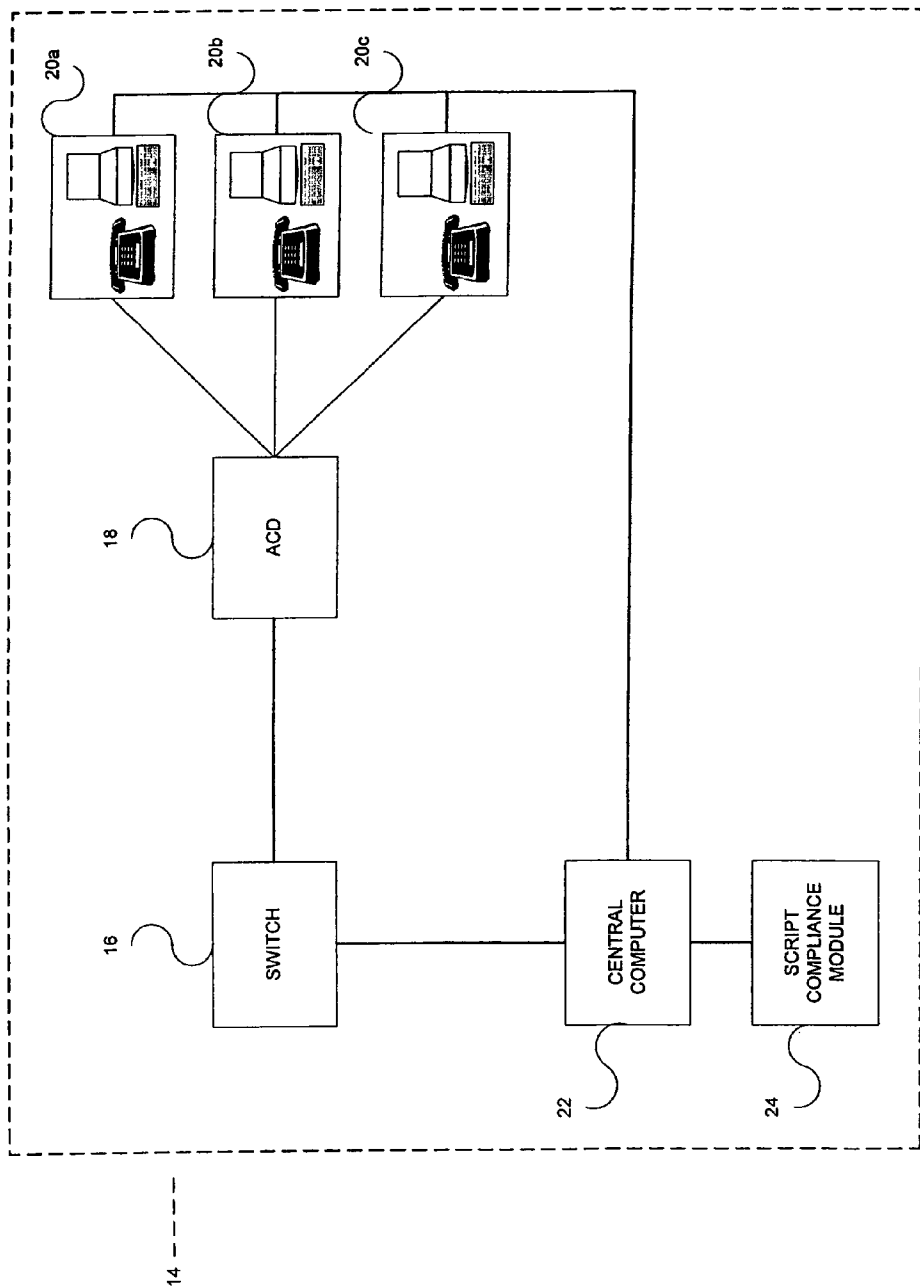 14
16
SWITCH
18
ACD
20a
20b
20c
22
CENTRAL
COMPUTER
24
SCRIPT
COMPLIANCE
MODULE